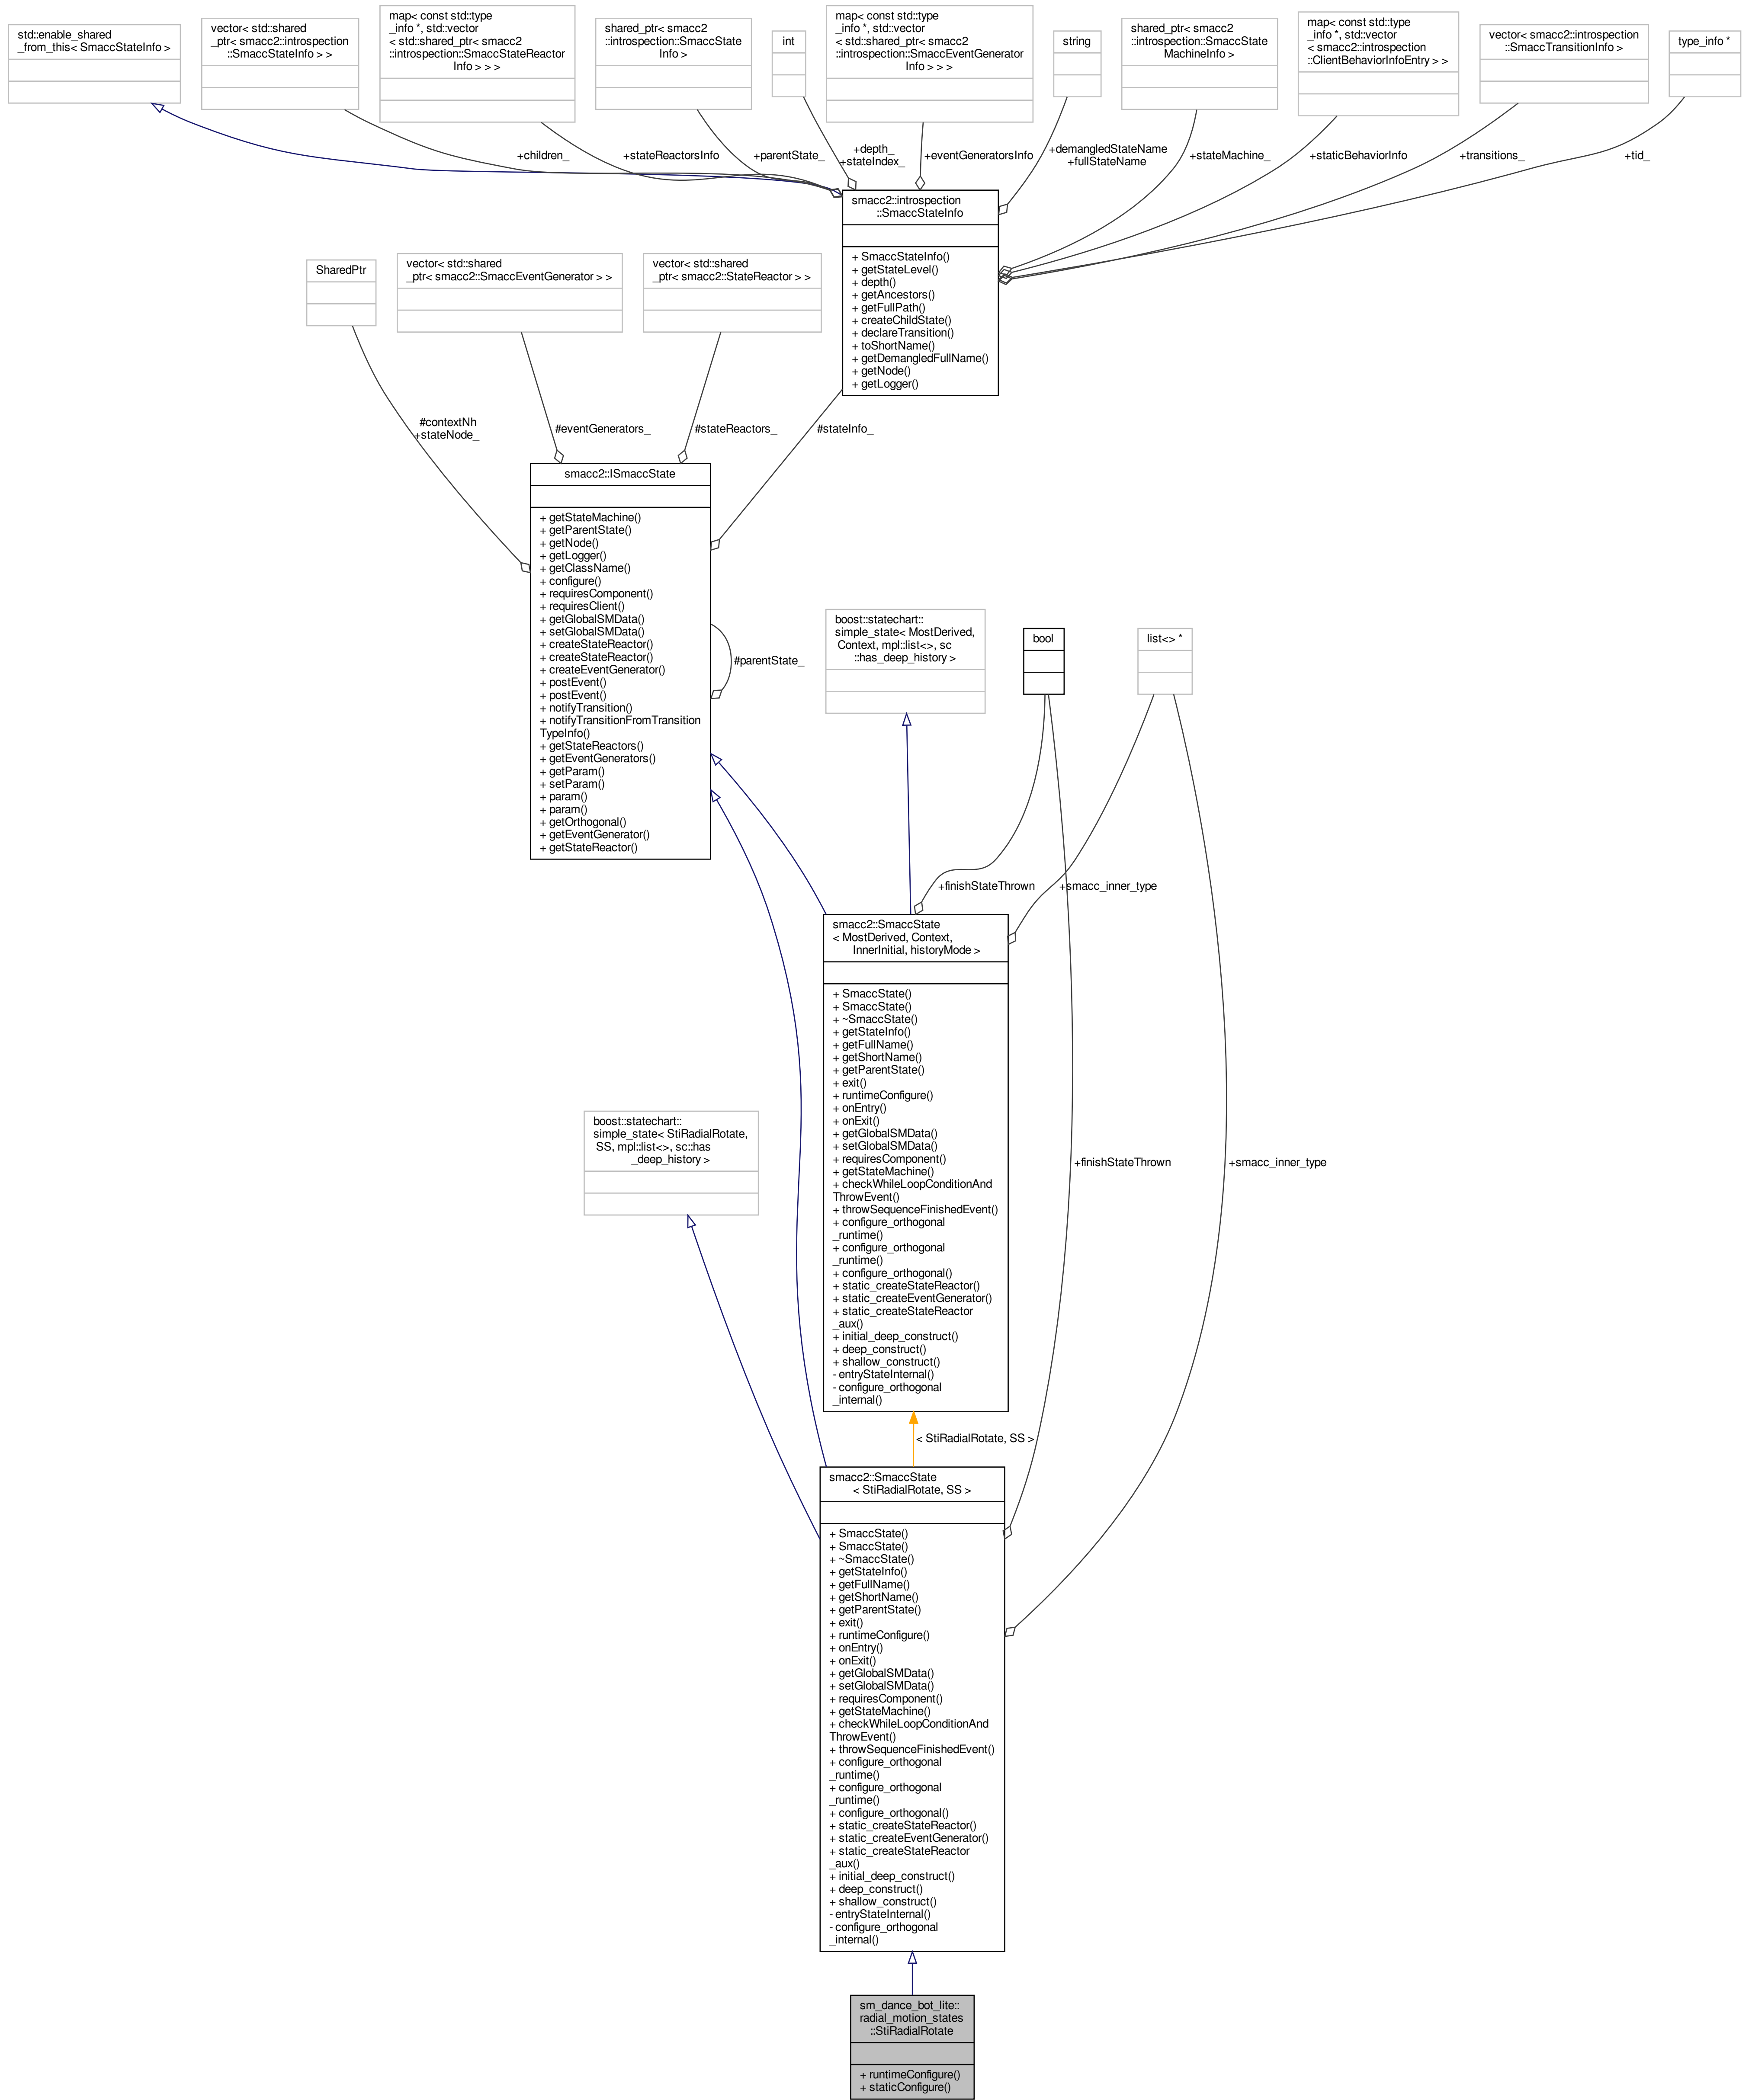 std::enable_shared
_from_this< SmaccStateInfo >
vector< std::shared
_ptr< smacc2::introspection
::SmaccStateInfo > >
map< const std::type
_info *, std::vector
< std::shared_ptr< smacc2
::introspection::SmaccStateReactor
Info > > >
shared_ptr< smacc2
::introspection::SmaccState
Info >
int
map< const std::type
_info *, std::vector
< std::shared_ptr< smacc2
::introspection::SmaccEventGenerator
Info > > >
string
shared_ptr< smacc2
::introspection::SmaccState
MachineInfo >
map< const std::type
_info *, std::vector
< smacc2::introspection
::ClientBehaviorInfoEntry > >
vector< smacc2::introspection
::SmaccTransitionInfo >
type_info *
+children_
+stateReactorsInfo
+parentState_
+depth_
+stateIndex_
+eventGeneratorsInfo
+demangledStateName
+fullStateName
+stateMachine_
+staticBehaviorInfo
+transitions_
+tid_
smacc2::introspection
::SmaccStateInfo
+ SmaccStateInfo()
+ getStateLevel()
+ depth()
+ getAncestors()
+ getFullPath()
+ createChildState()
+ declareTransition()
+ toShortName()
+ getDemangledFullName()
+ getNode()
+ getLogger()
SharedPtr
vector< std::shared
_ptr< smacc2::SmaccEventGenerator > >
vector< std::shared
_ptr< smacc2::StateReactor > >
#contextNh
+stateNode_
#eventGenerators_
#stateReactors_
#stateInfo_
smacc2::ISmaccState
+ getStateMachine()
+ getParentState()
+ getNode()
+ getLogger()
+ getClassName()
+ configure()
+ requiresComponent()
+ requiresClient()
+ getGlobalSMData()
+ setGlobalSMData()
+ createStateReactor()
+ createStateReactor()
+ createEventGenerator()
+ postEvent()
+ postEvent()
+ notifyTransition()
+ notifyTransitionFromTransition
TypeInfo()
+ getStateReactors()
+ getEventGenerators()
+ getParam()
+ setParam()
+ param()
+ param()
+ getOrthogonal()
+ getEventGenerator()
+ getStateReactor()
#parentState_
boost::statechart::
simple_state< MostDerived,
Context, mpl::list<>, sc
::has_deep_history >
bool
list<> *
+finishStateThrown
+smacc_inner_type
smacc2::SmaccState
< MostDerived, Context,
InnerInitial, historyMode >
+ SmaccState()
+ SmaccState()
+ ~SmaccState()
+ getStateInfo()
+ getFullName()
+ getShortName()
+ getParentState()
+ exit()
+ runtimeConfigure()
+ onEntry()
+ onExit()
+ getGlobalSMData()
+ setGlobalSMData()
+ requiresComponent()
+ getStateMachine()
+ checkWhileLoopConditionAnd
ThrowEvent()
+ throwSequenceFinishedEvent()
+ configure_orthogonal
_runtime()
+ configure_orthogonal
_runtime()
+ configure_orthogonal()
+ static_createStateReactor()
+ static_createEventGenerator()
+ static_createStateReactor
_aux()
+ initial_deep_construct()
+ deep_construct()
+ shallow_construct()
- entryStateInternal()
- configure_orthogonal
_internal()
boost::statechart::
simple_state< StiRadialRotate,
SS, mpl::list<>, sc::has
_deep_history >
+finishStateThrown
+smacc_inner_type
< StiRadialRotate, SS >
smacc2::SmaccState
< StiRadialRotate, SS >
+ SmaccState()
+ SmaccState()
+ ~SmaccState()
+ getStateInfo()
+ getFullName()
+ getShortName()
+ getParentState()
+ exit()
+ runtimeConfigure()
+ onEntry()
+ onExit()
+ getGlobalSMData()
+ setGlobalSMData()
+ requiresComponent()
+ getStateMachine()
+ checkWhileLoopConditionAnd
ThrowEvent()
+ throwSequenceFinishedEvent()
+ configure_orthogonal
_runtime()
+ configure_orthogonal
_runtime()
+ configure_orthogonal()
+ static_createStateReactor()
+ static_createEventGenerator()
+ static_createStateReactor
_aux()
+ initial_deep_construct()
+ deep_construct()
+ shallow_construct()
- entryStateInternal()
- configure_orthogonal
_internal()
sm_dance_bot_lite::
radial_motion_states
::StiRadialRotate
+ runtimeConfigure()
+ staticConfigure()